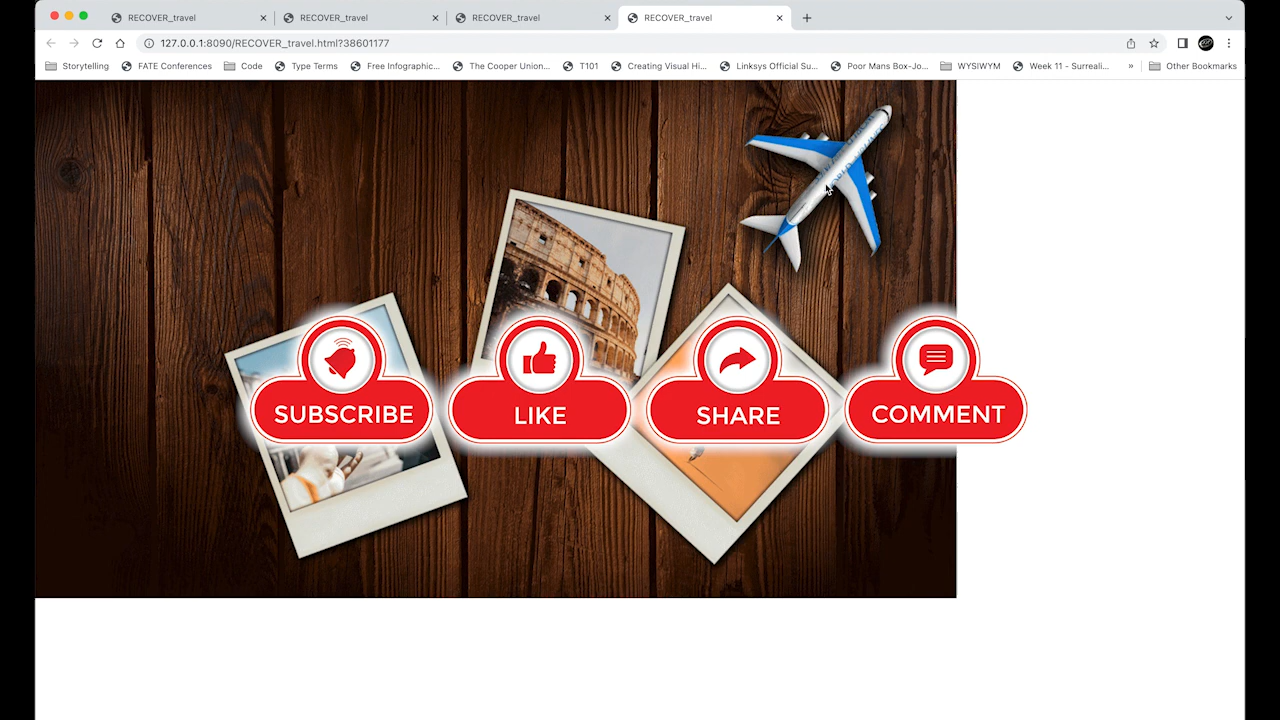 RECOVER_travel RECOVER_travel RECOVER_travel RECOVER_travel
127.0.0.1:8090/RECOVER_travel.html?38601177
Storytelling FATE Conferences Code Type Terms Free Infographic... The Cooper Union... T101 Creating Visual Hi... Linksys Official Su... Poor Mans Box-Jo... WYSIWYM Week 11 - Surreali... » Other Bookmarks
SUBSCRIBE LIKE SHARE COMMENT